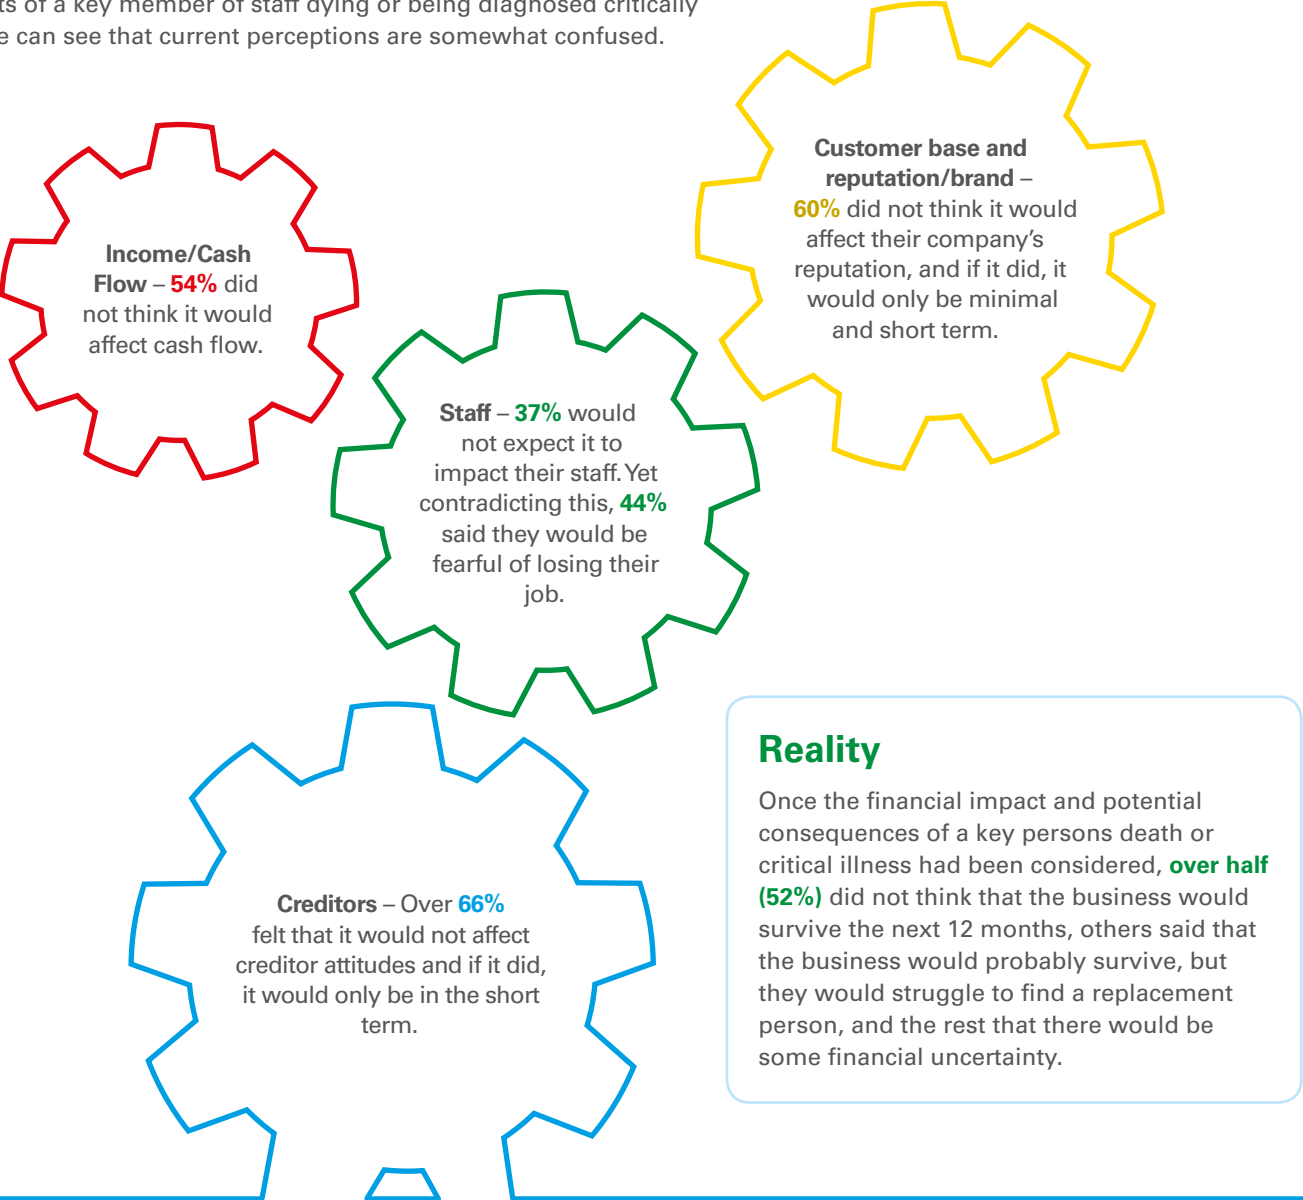 ts of a key member of staff dying or being diagnosed critically
e can see that current perceptions are somewhat confused.
Customer base and
reputation/brand –
60% did not think it would
affect their company’s
reputation, and if it did, it
would only be minimal
and short term.
Income/Cash
Flow – 54% did
not think it would
affect cash flow.
Staff – 37% would
not expect it to
impact their staff. Yet
contradicting this, 44%
said they would be
fearful of losing their
job.
Creditors – Over 66%
felt that it would not affect
creditor attitudes and if it did,
it would only be in the short
term.
Reality
Once the financial impact and potential
consequences of a key persons death or
critical illness had been considered, over half
(52%) did not think that the business would
survive the next 12 months, others said that
the business would probably survive, but
they would struggle to find a replacement
person, and the rest that there would be
some financial uncertainty.